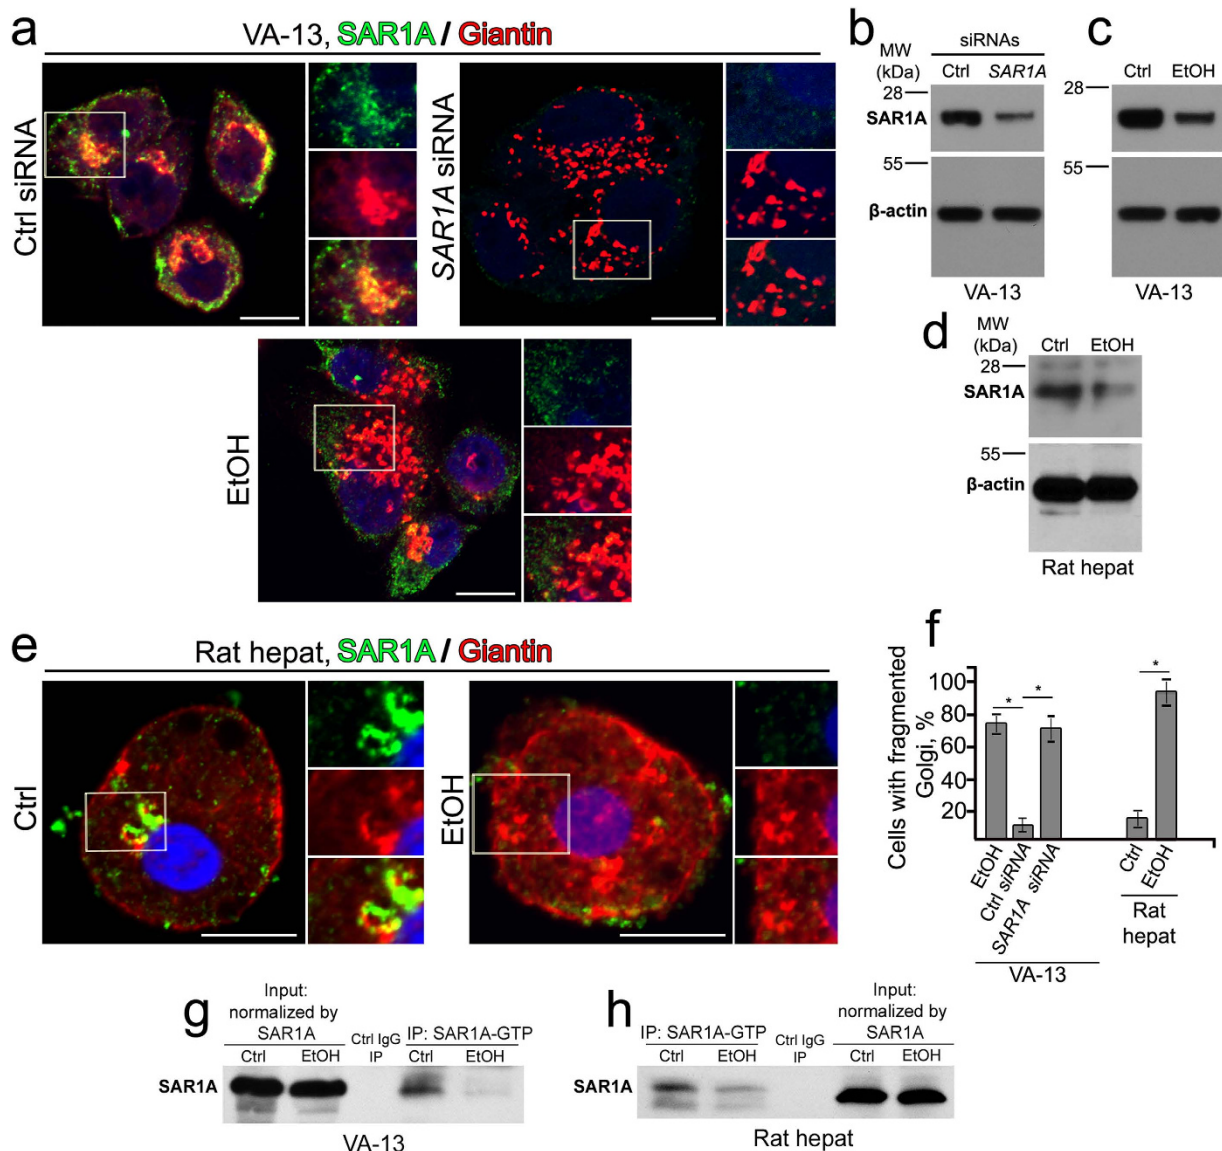 a
VA-13, SAR1A / Giantin
Ctrl siRNA
SAR1A siRNA
EtOH
b
siRNAs
MW
(kDa)
Ctrl SAR1A
28
SAR1A
55
β-actin
VA-13
c
Ctrl EtOH
28
55
VA-13
d
MW
(kDa)
Ctrl EtOH
28
SAR1A
55
β-actin
Rat hepat
e
Rat hepat, SAR1A / Giantin
Ctrl
EtOH
f
Cells with fragmented
Golgi, %
100
80
60
40
20
* * *
EtOH
Ctrl siRNA
SAR1A siRNA
VA-13
Ctrl
EtOH
Rat
hepat
g
Input:
normalized by
SAR1A
Ctrl IgG
IP
IP: SAR1A-GTP
Ctrl EtOH Ctrl EtOH
SAR1A
VA-13
h
IP: SAR1A-GTP
Ctrl IgG
IP
Input:
normalized by
SAR1A
Ctrl EtOH Ctrl EtOH
SAR1A
Rat hepat